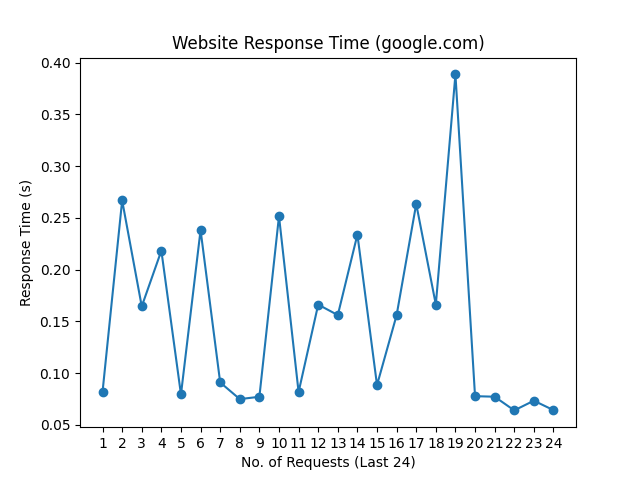 Website Response Time (google.com)
0.40
0.35
0.30
0.25
0.20
0.15
0.10
0.05
Response Time (s)
1 2 3 4 5 6 7 8 9 10 11 12 13 14 15 16 17 18 19 20 21 22 23 24
No. of Requests (Last 24)